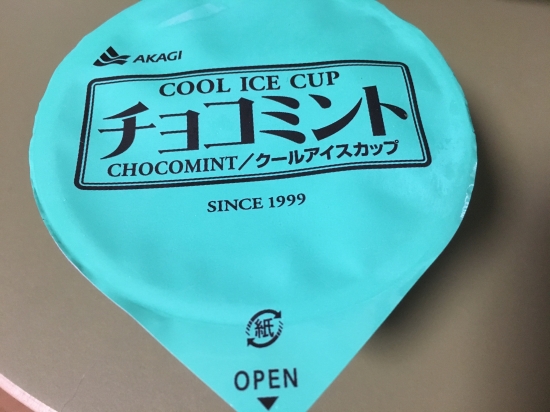 AKAGI
COOL ICE CUP
チョコミント
CHOCOMINT/クールアイスカップ
SINCE 1999
紙
OPEN